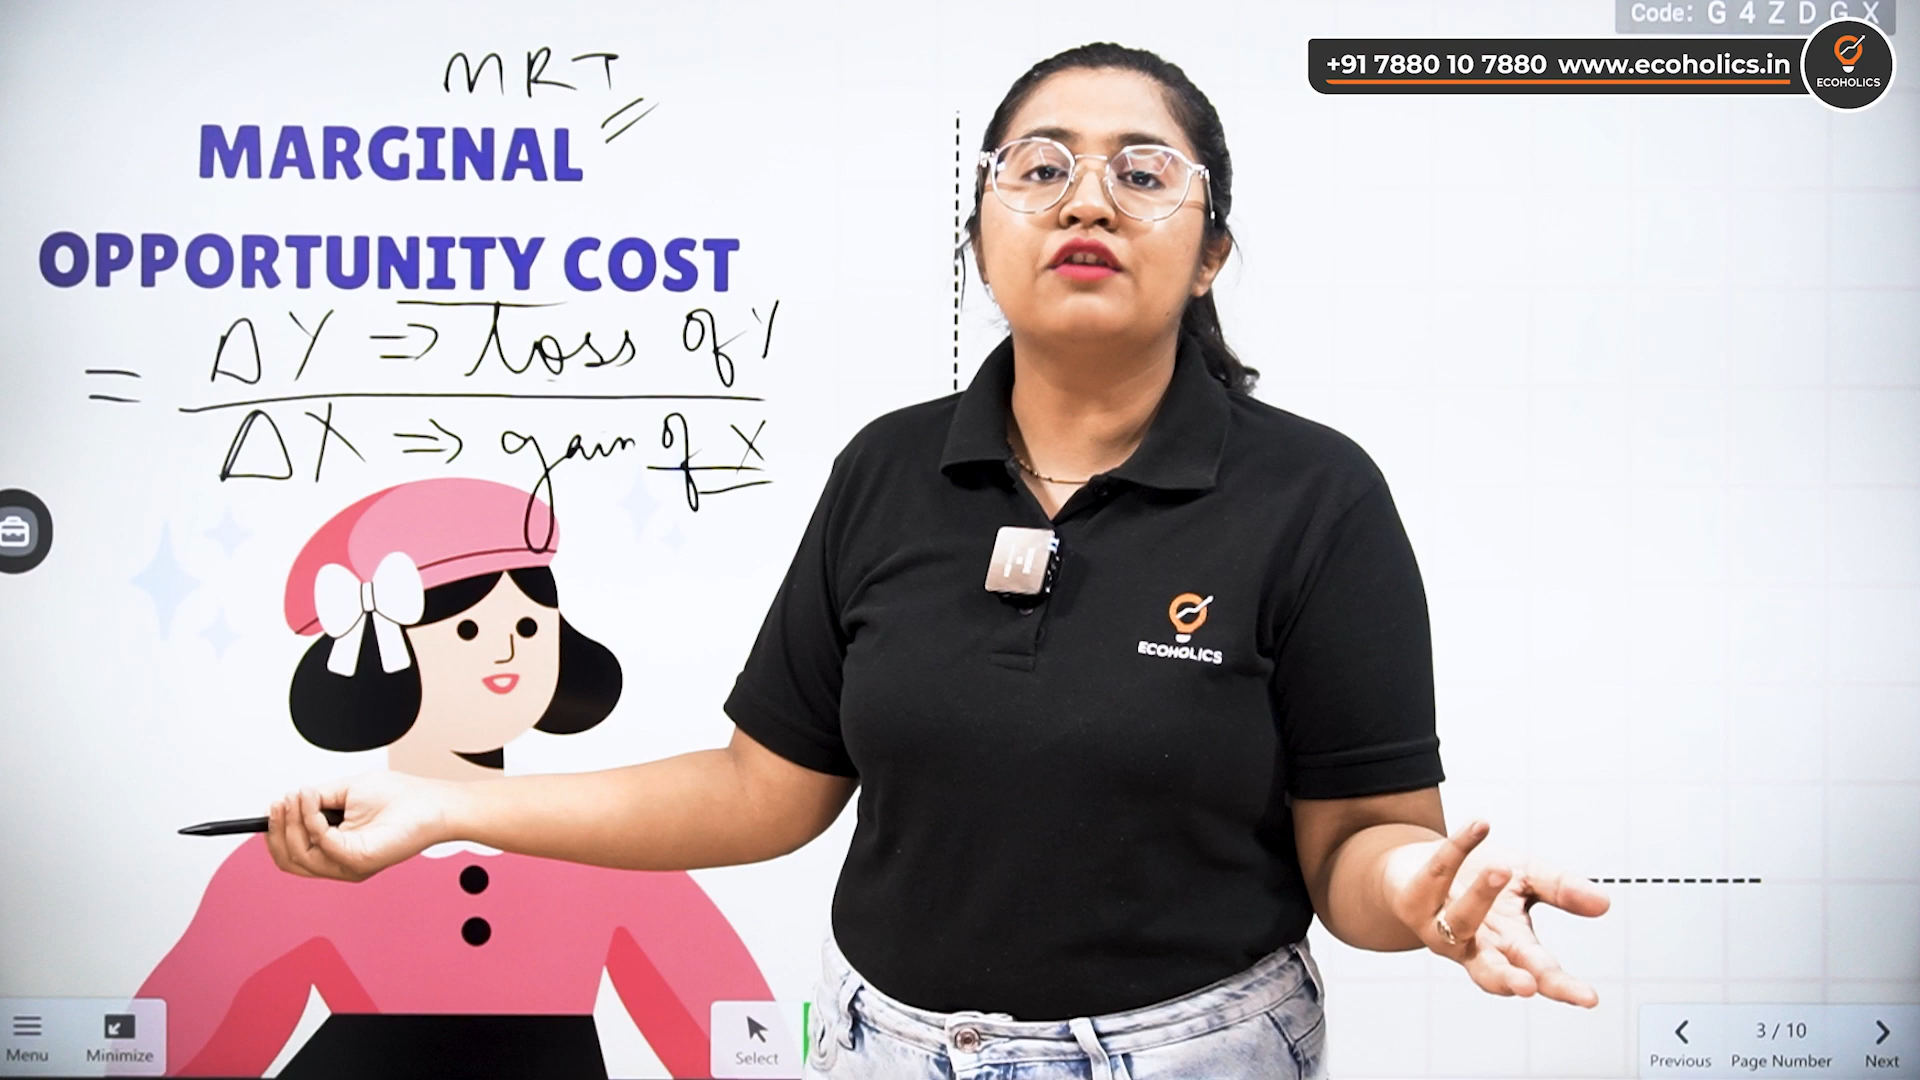 Code: G 4 Z D G X
+91 7880 10 7880 www.ecoholics.in
ECOHOLICS
MRT
MARGINAL
OPPORTUNITY COST
= ΔY ⇒ Loss of Y
ΔX ⇒ gain of X
ECOHOLICS
Menu
Minimize
Select
3 / 10
Previous Page Number Next